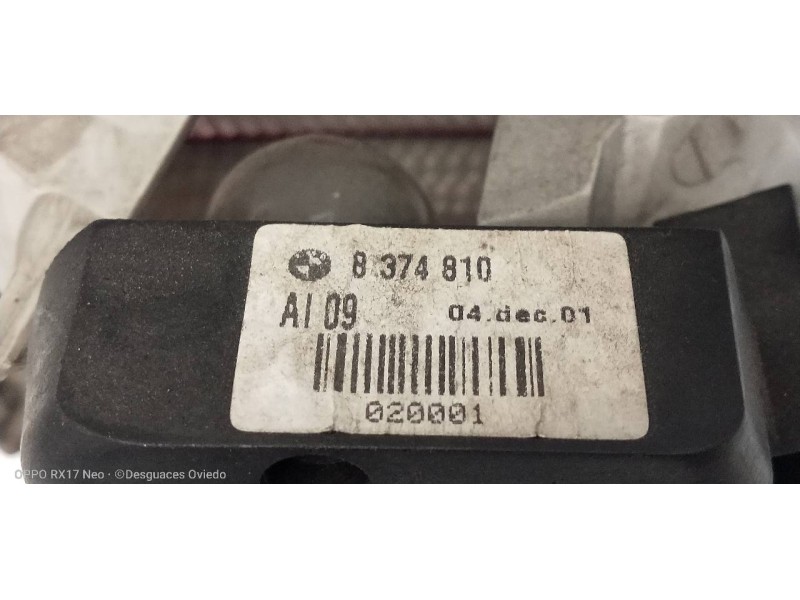 8 374 810
AI 09
04.dec.01
020001
OPPO RX17 Neo · ©Desguaces Oviedo